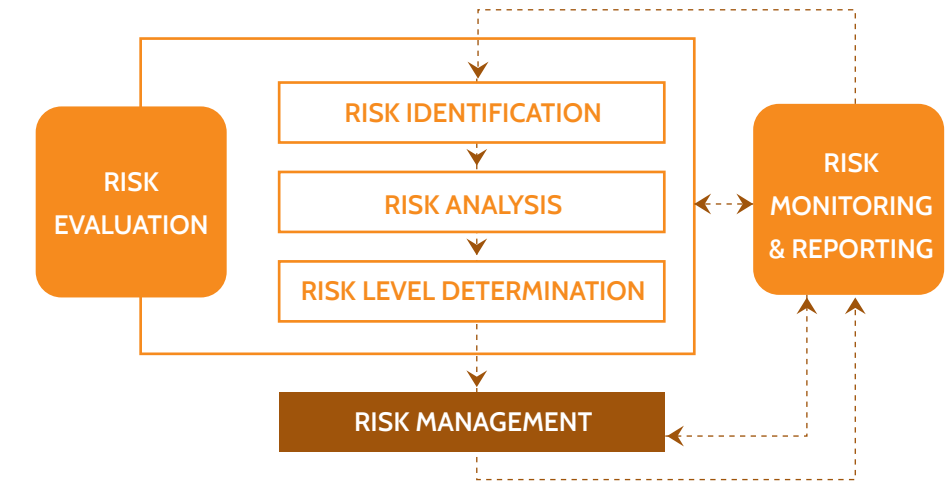 RISK IDENTIFICATION
RISK
EVALUATION
RISK ANALYSIS
RISK LEVEL DETERMINATION
RISK
MONITORING
& REPORTING
RISK MANAGEMENT